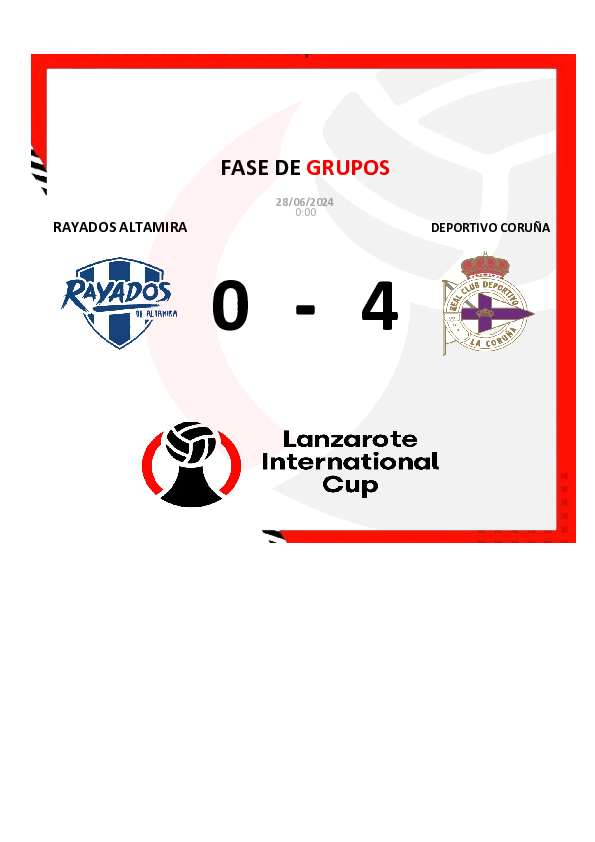 FASE DE GRUPOS
28/06/2024
0:00
RAYADOS ALTAMIRA
DEPORTIVO CORUÑA
RAYADOS
DE ALTAMIRA
0 - 4
REAL CLUB DEPORTIVO
LA CORUÑA
Lanzarote
International
Cup